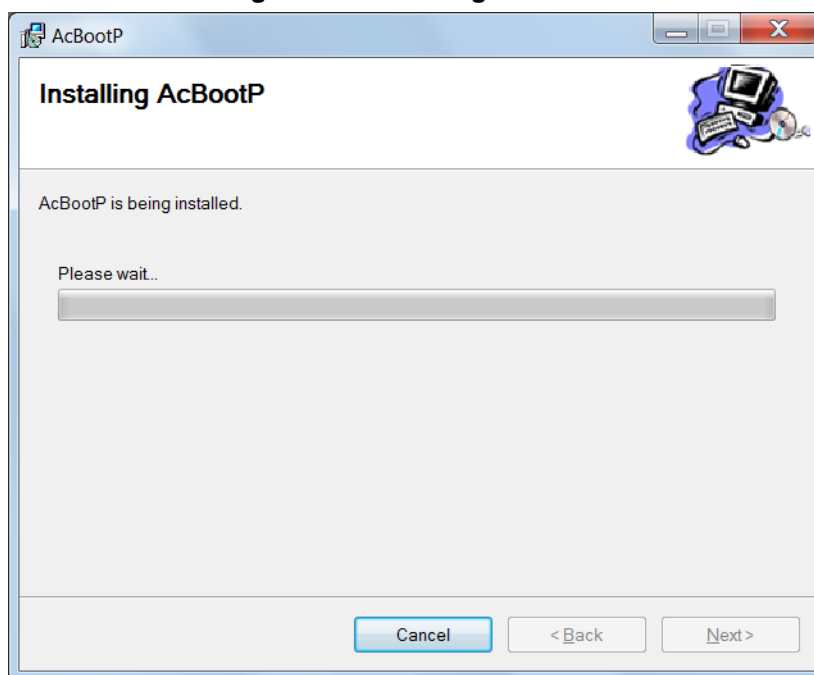 AcBootP
Installing AcBootP
AcBootP is being installed.
Please wait...
Cancel
< Back
Next >